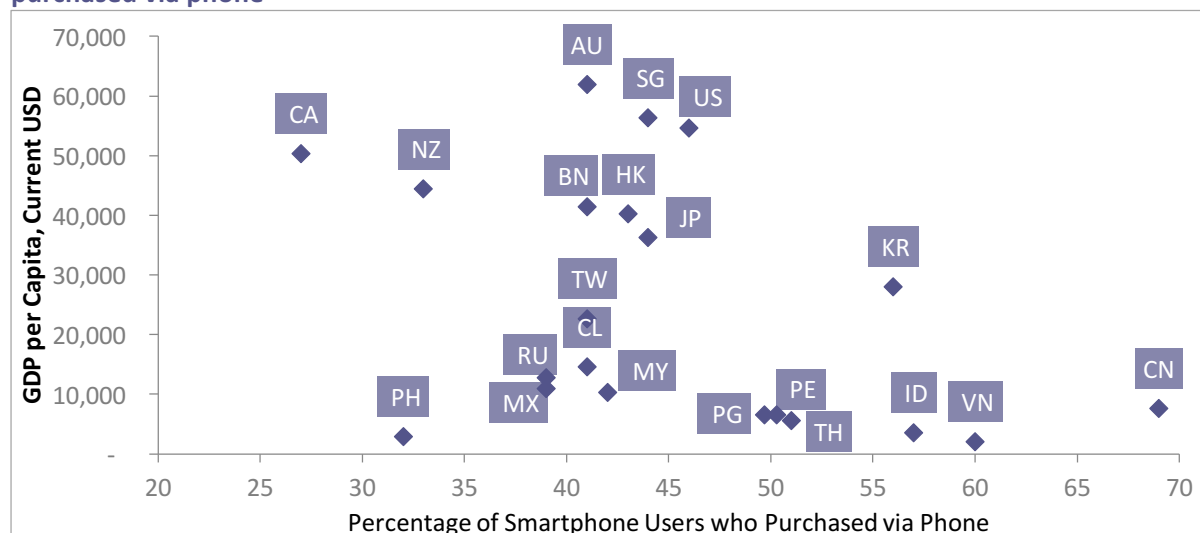 purchased via phone
GDP per Capita, Current USD
70,000
60,000
50,000
40,000
30,000
20,000
10,000
-
AU
SG
US
CA
NZ
BN
HK
JP
KR
TW
CL
RU
MY
CN
PH
MX
PG
PE
TH
ID
VN
20 25 30 35 40 45 50 55 60 65 70
Percentage of Smartphone Users who Purchased via Phone